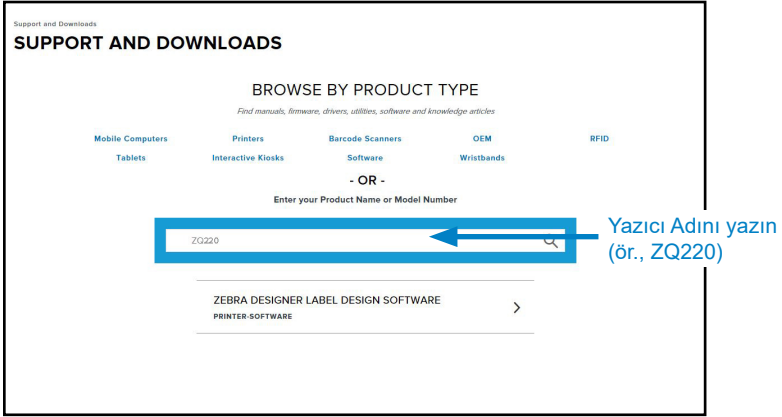 Support and Downloads
SUPPORT AND DOWNLOADS
BROWSE BY PRODUCT TYPE
Find manuals, firmware, drivers, utilities, software and knowledge articles
Mobile Computers Printers Barcode Scanners OEM RFID
Tablets Interactive Kiosks Software Wristbands
- OR -
Enter your Product Name or Model Number
ZQ220
Yazıcı Adını yazın
(ör., ZQ220)
ZEBRA DESIGNER LABEL DESIGN SOFTWARE
PRINTER-SOFTWARE